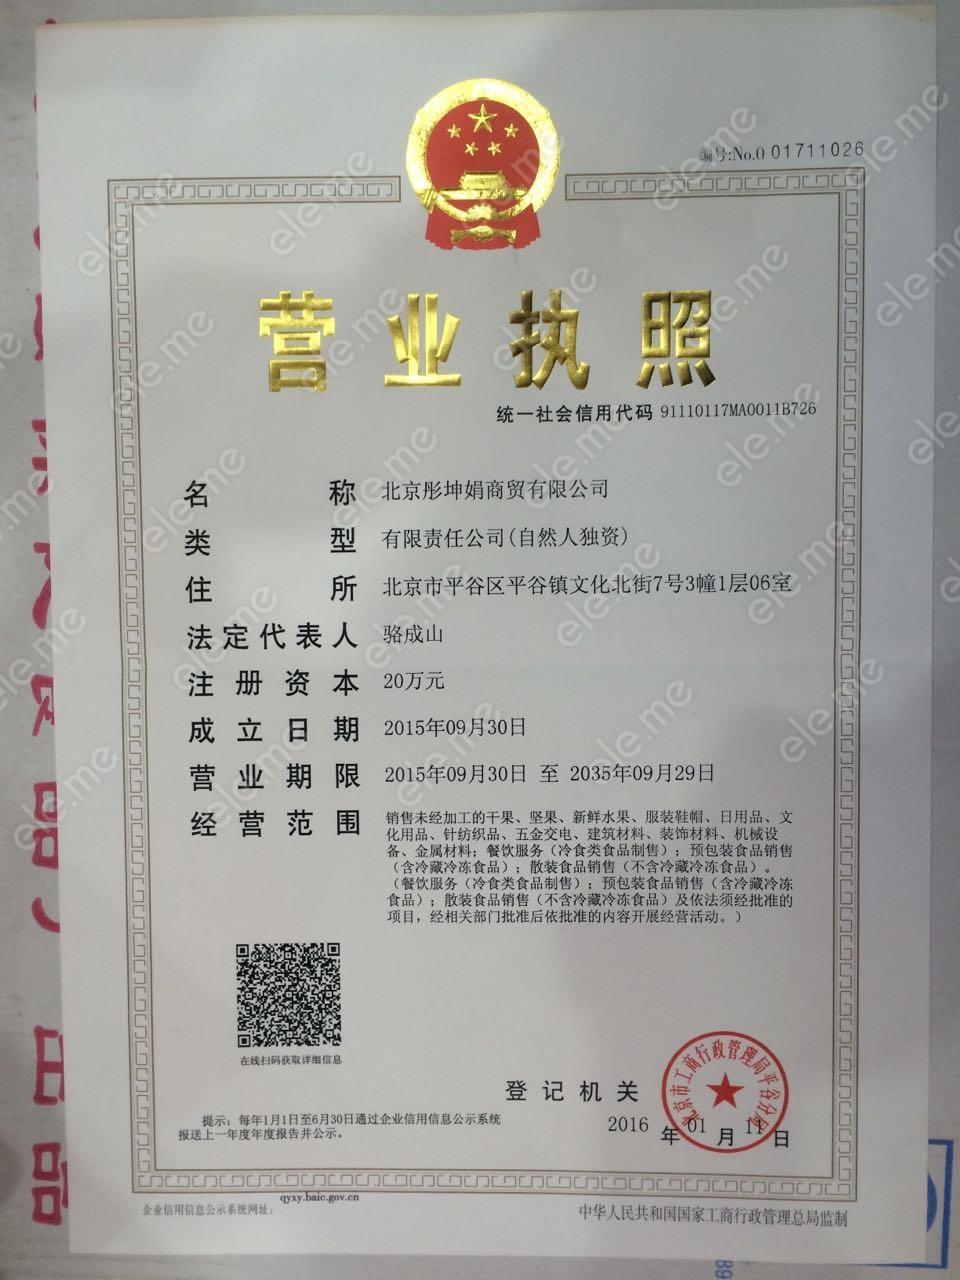 编号:No.0 01711026
营业执照
统一社会信用代码 91110117MA0011B726
名称 北京彤坤娟商贸有限公司
类型 有限责任公司(自然人独资)
住所 北京市平谷区平谷镇文化北街7号3幢1层06室
法定代表人 骆成山
注册资本 20万元
成立日期 2015年09月30日
营业期限 2015年09月30日 至 2035年09月29日
经营范围 销售未经加工的干果、坚果、新鲜水果、服装鞋帽、日用品、文
化用品、针纺织品、五金交电、建筑材料、装饰材料、机械设
备、金属材料；餐饮服务（冷食类食品制售）；预包装食品销售
（含冷藏冷冻食品）；散装食品销售（不含冷藏冷冻食品）。
（餐饮服务（冷食类食品制售）；预包装食品销售（含冷藏冷冻
食品）；散装食品销售（不含冷藏冷冻食品）及依法须经批准的
项目，经相关部门批准后依批准的内容开展经营活动。）
在线扫码获取详细信息
登记机关
北京市工商行政管理局平谷分局
2016年01月11日
提示：每年1月1日至6月30日通过企业信用信息公示系统
报送上一年度年度报告并公示。
qyxy.baic.gov.cn
企业信用信息公示系统网址：
中华人民共和国国家工商行政管理总局监制
ele.me